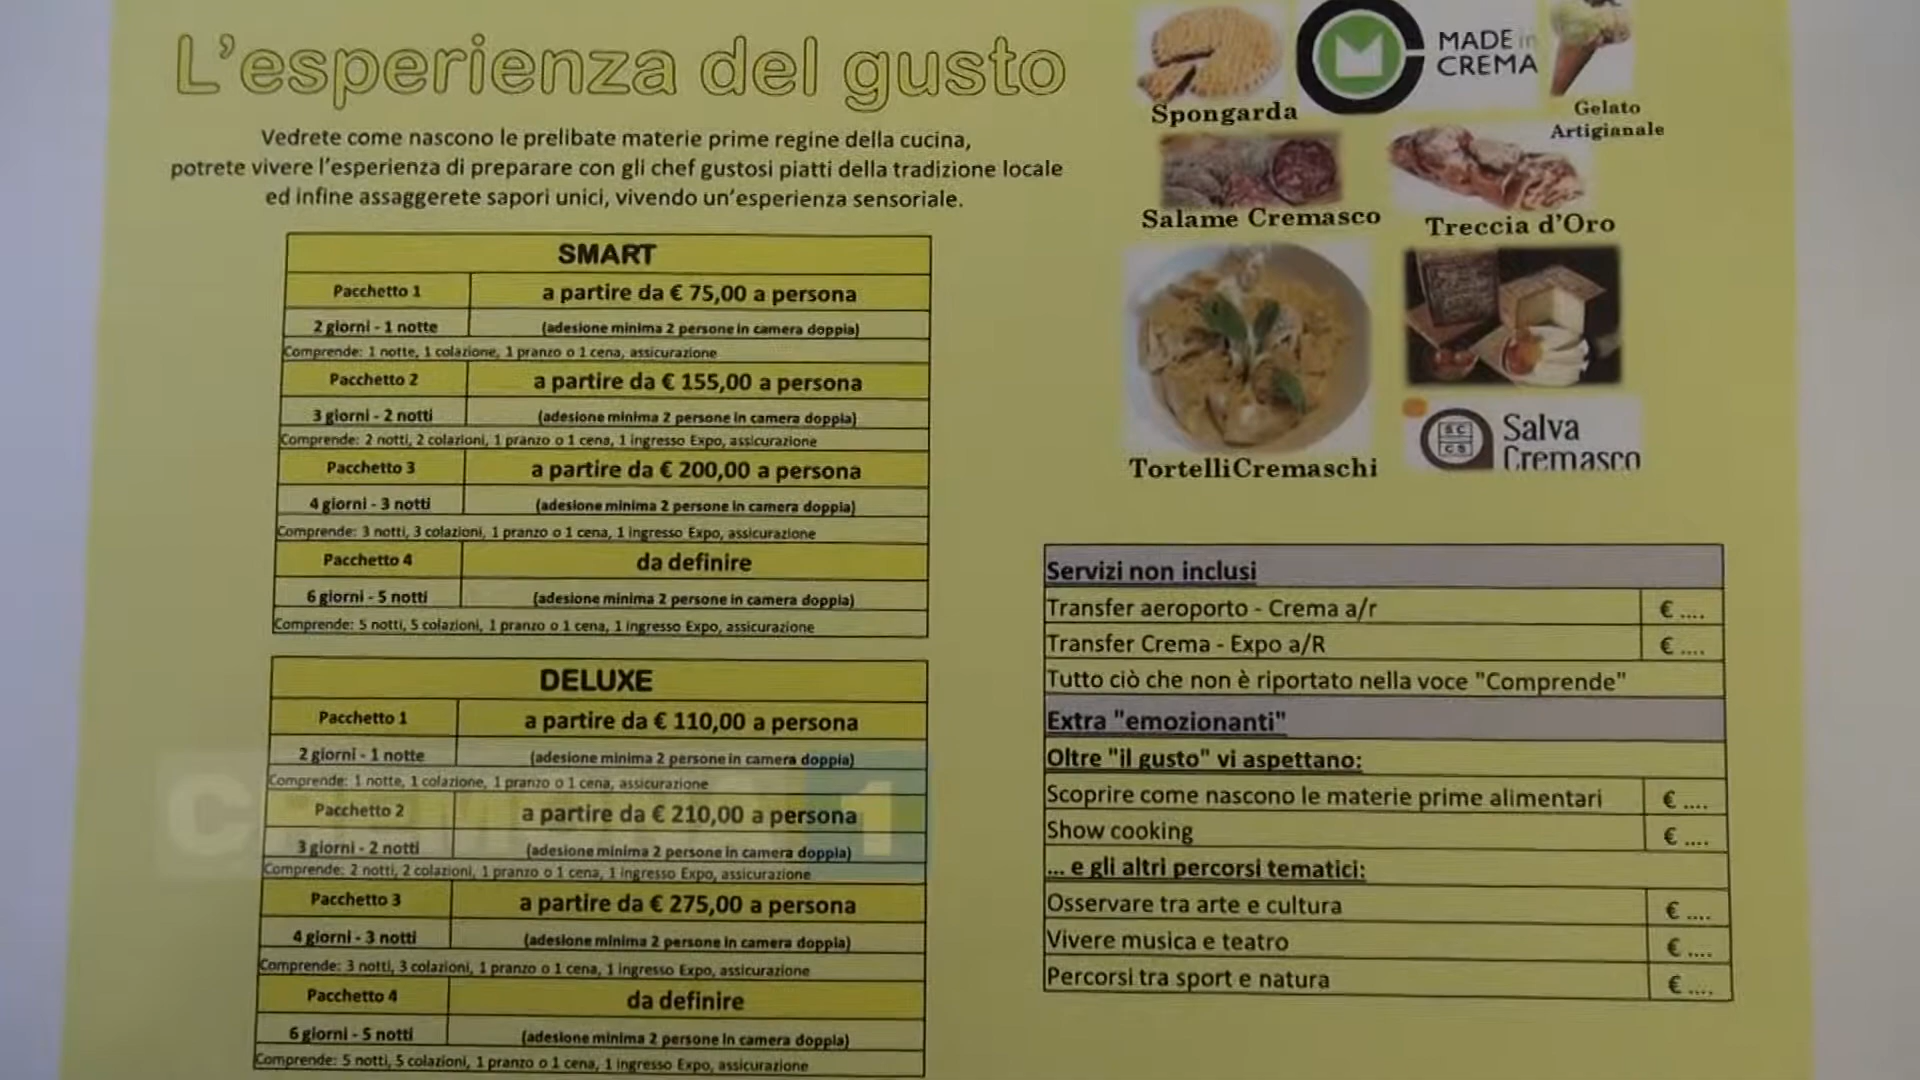 L'esperienza del gusto
Vedrete come nascono le prelibate materie prime regine della cucina,
potrete vivere l'esperienza di preparare con gli chef gustosi piatti della tradizione locale
ed infine assaggerete sapori unici, vivendo un'esperienza sensoriale.
SMART
Pacchetto 1 a partire da € 75,00 a persona
2 giorni - 1 notte (adesione minima 2 persone in camera doppia)
Comprende: 1 notte, 1 colazione, 1 pranzo o 1 cena, assicurazione
Pacchetto 2 a partire da € 155,00 a persona
3 giorni - 2 notti (adesione minima 2 persone in camera doppia)
Comprende: 2 notti, 2 colazioni, 1 pranzo o 1 cena, 1 ingresso Expo, assicurazione
Pacchetto 3 a partire da € 200,00 a persona
4 giorni - 3 notti (adesione minima 2 persone in camera doppia)
Comprende: 3 notti, 3 colazioni, 1 pranzo o 1 cena, 1 ingresso Expo, assicurazione
Pacchetto 4 da definire
6 giorni - 5 notti (adesione minima 2 persone in camera doppia)
Comprende: 5 notti, 5 colazioni, 1 pranzo o 1 cena, 1 ingresso Expo, assicurazione
DELUXE
Pacchetto 1 a partire da € 110,00 a persona
2 giorni - 1 notte (adesione minima 2 persone in camera doppia)
Comprende: 1 notte, 1 colazione, 1 pranzo o 1 cena, assicurazione
Pacchetto 2 a partire da € 210,00 a persona
3 giorni - 2 notti (adesione minima 2 persone in camera doppia)
Comprende: 2 notti, 2 colazioni, 1 pranzo o 1 cena, 1 ingresso Expo, assicurazione
Pacchetto 3 a partire da € 275,00 a persona
4 giorni - 3 notti (adesione minima 2 persone in camera doppia)
Comprende: 3 notti, 3 colazioni, 1 pranzo o 1 cena, 1 ingresso Expo, assicurazione
Pacchetto 4 da definire
6 giorni - 5 notti (adesione minima 2 persone in camera doppia)
Comprende: 5 notti, 5 colazioni, 1 pranzo o 1 cena, 1 ingresso Expo, assicurazione
1
MADE in
CREMA
Spongarda
Gelato
Artigianale
Salame Cremasco
Treccia d'Oro
TortelliCremaschi
SC
CS
Salva
Cremasco
Servizi non inclusi
Transfer aeroporto - Crema a/r € ....
Transfer Crema - Expo a/R € ....
Tutto ciò che non è riportato nella voce "Comprende"
Extra "emozionanti"
Oltre "il gusto" vi aspettano:
Scoprire come nascono le materie prime alimentari € ....
Show cooking € ....
... e gli altri percorsi tematici:
Osservare tra arte e cultura € ....
Vivere musica e teatro € ....
Percorsi tra sport e natura € ....